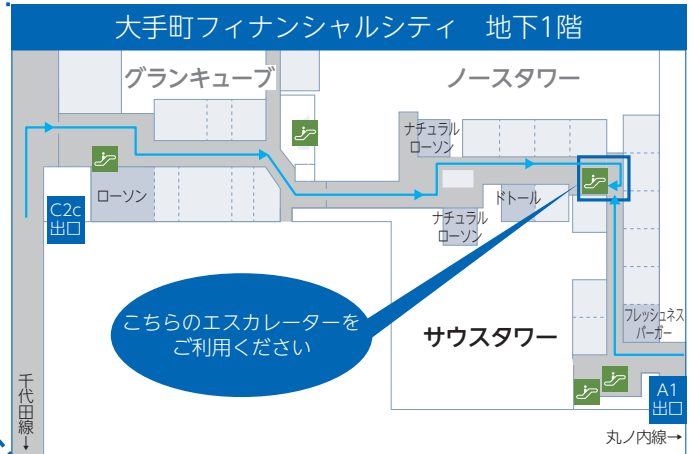 大手町フィナンシャルシティ 地下1階
グランキューブ
ノースタワー
ナチュラル
ローソン
ローソン
C2c
出口
ドトール
ナチュラル
ローソン
こちらのエスカレーターを
ご利用ください
サウスタワー
フレッシュネス
バーガー
千代田線→
A1
出口
丸ノ内線→